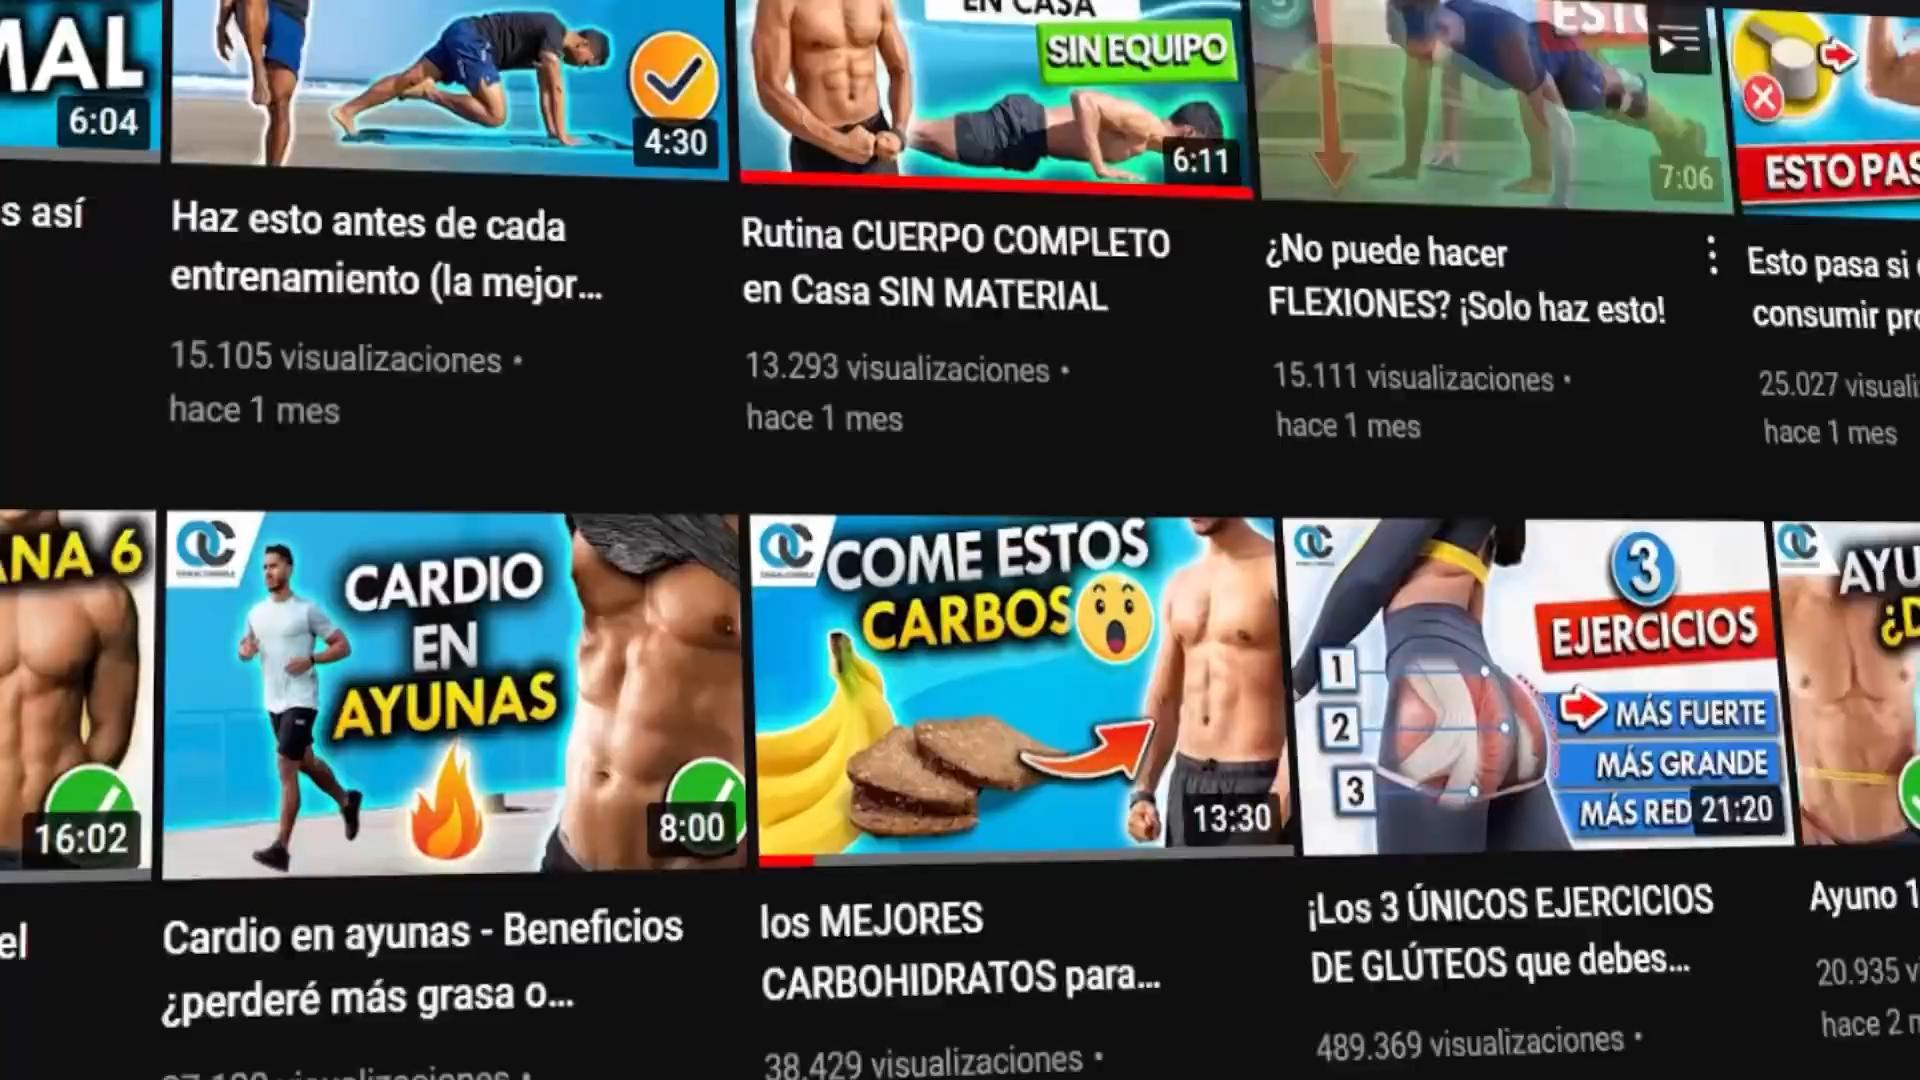 MAL
6:04
4:30
EN CASA
SIN EQUIPO
6:11
7:06
ESTO PAS
s así
Haz esto antes de cada
entrenamiento (la mejor...
15.105 visualizaciones •
hace 1 mes
Rutina CUERPO COMPLETO
en Casa SIN MATERIAL
13.293 visualizaciones •
hace 1 mes
¿No puede hacer
FLEXIONES? ¡Solo haz esto!
15.111 visualizaciones •
hace 1 mes
Esto pasa si
consumir pro
25.027 visuali
hace 1 mes
ANA 6
16:02
CARDIO
EN
AYUNAS
8:00
COME ESTOS
CARBOS
13:30
3
EJERCICIOS
1
2
3
MÁS FUERTE
MÁS GRANDE
MÁS RED
21:20
AYU
¿D
el
Cardio en ayunas - Beneficios
¿perderé más grasa o...
los MEJORES
CARBOHIDRATOS para...
38.429 visualizaciones •
¡Los 3 ÚNICOS EJERCICIOS
DE GLÚTEOS que debes...
489.369 visualizaciones •
Ayuno 1
20.935 v
hace 2 m